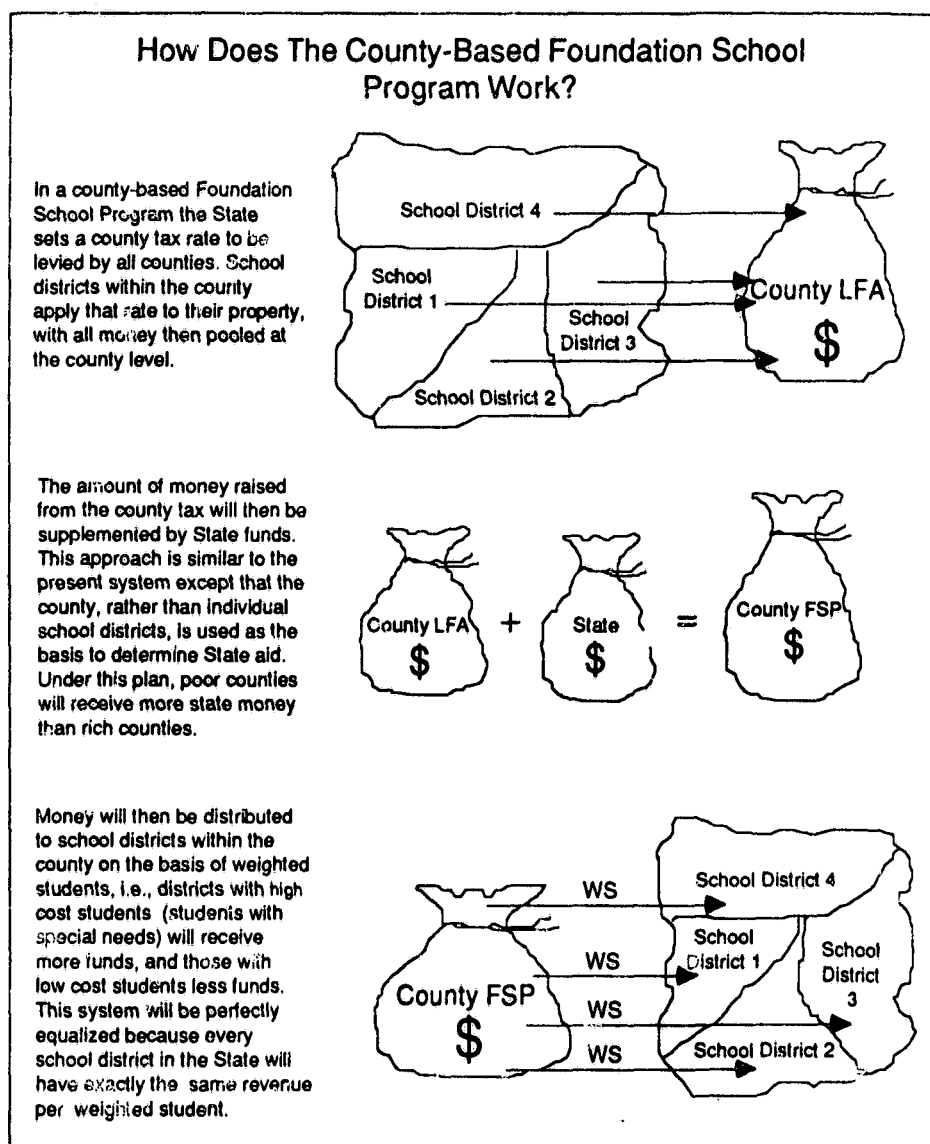 How Does The County-Based Foundation School
Program Work?
In a county-based Foundation
School Program the State
sets a county tax rate to be
levied by all counties. School
districts within the county
apply that rate to their property,
with all money then pooled at
the county level.
School District 4
School
District 1
School
District 3
School District 2
County LFA
$
The amount of money raised
from the county tax will then be
supplemented by State funds.
This approach is similar to the
present system except that the
county, rather than individual
school districts, is used as the
basis to determine State aid.
Under this plan, poor counties
will receive more state money
than rich counties.
County LFA
$
+
State
$
=
County FSP
$
Money will then be distributed
to school districts within the
county on the basis of weighted
students, i.e., districts with high
cost students (students with
special needs) will receive
more funds, and those with
low cost students less funds.
This system will be perfectly
equalized because every
school district in the State will
have exactly the same revenue
per weighted student.
County FSP
$
WS
WS
WS
WS
School District 4
School
District 1
School
District
3
School District 2